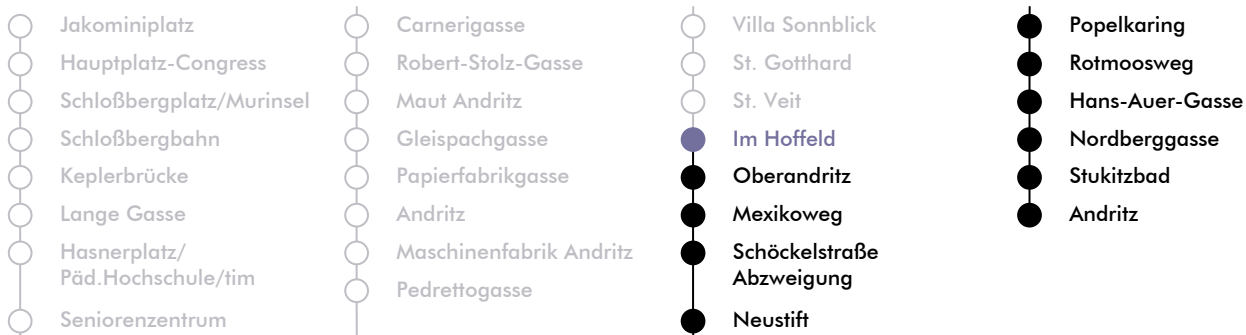 Jakominiplatz
Hauptplatz-Congress
Schloßbergplatz/Murinsel
Schloßbergbahn
Keplerbrücke
Lange Gasse
Hasnerplatz/
Päd.Hochschule/tim
Seniorenzentrum
Carnerigasse
Robert-Stolz-Gasse
Maut Andritz
Gleispachgasse
Papierfabrikgasse
Andritz
Maschinenfabrik Andritz
Pedrettogasse
Villa Sonnblick
St. Gotthard
St. Veit
Im Hoffeld
Oberandritz
Mexikoweg
Schöckelstraße
Abzweigung
Neustift
Popelkaring
Rotmoosweg
Hans-Auer-Gasse
Nordberggasse
Stukitzbad
Andritz